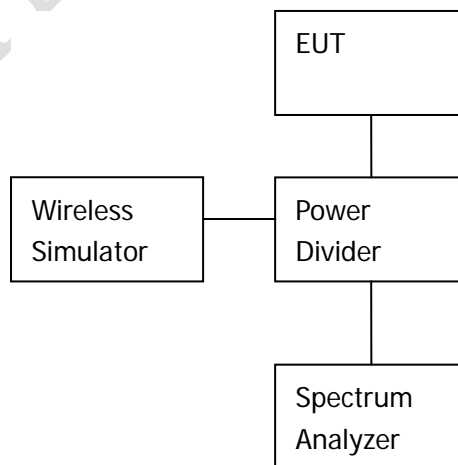 EUT
Wireless
Simulator
Power
Divider
Spectrum
Analyzer